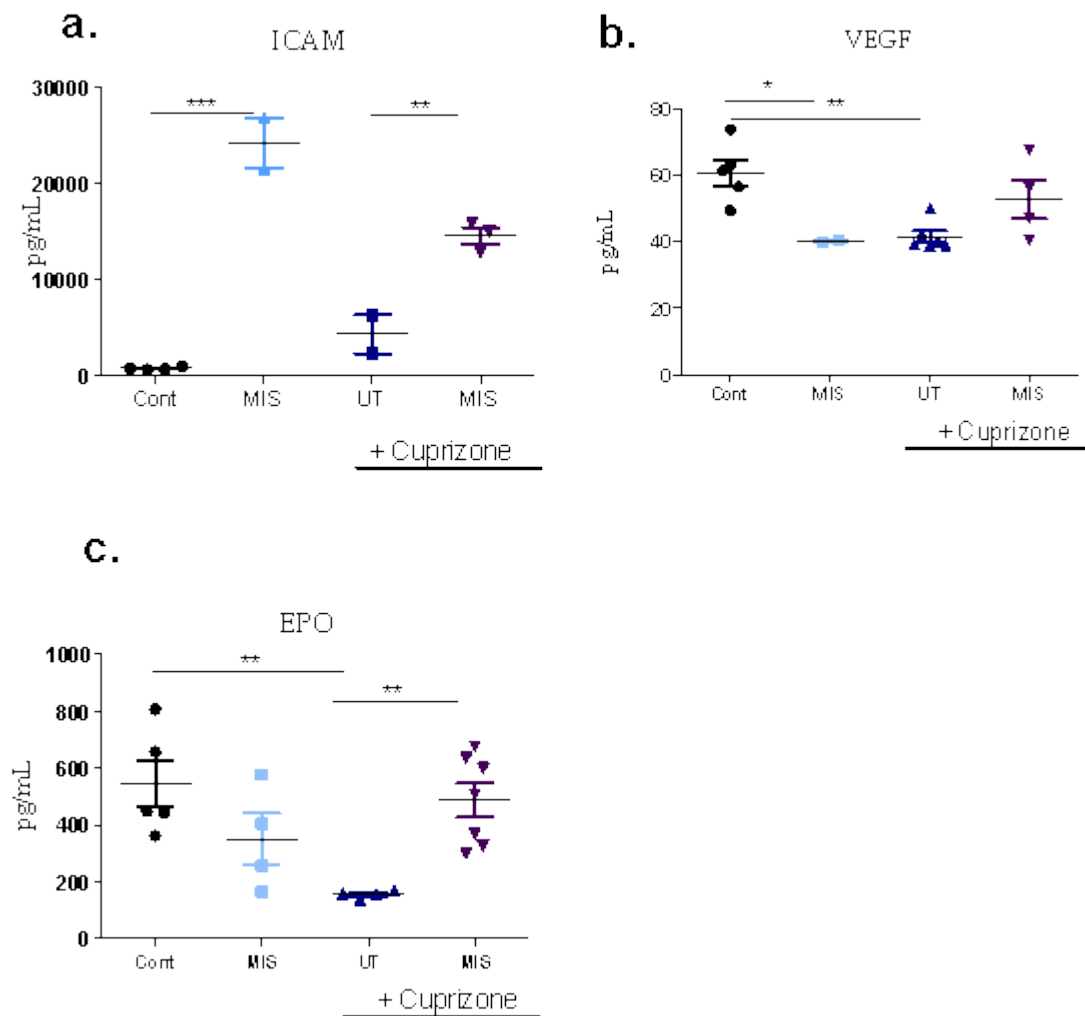 a.
ICAM
pg/mL
30000
20000
10000
0
***
**
Cont MIS UT MIS
+ Cuprizone
b.
VEGF
pg/mL
80
60
40
20
0
*
**
Cont MIS UT MIS
+ Cuprizone
c.
EPO
pg/mL
1000
800
600
400
200
0
**
**
Cont MIS UT MIS
+ Cuprizone